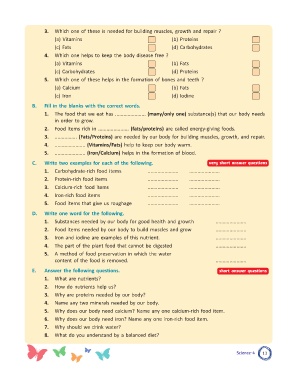 3. Which one of these is needed for building muscles, growth and repair ?
(a) Vitamins (b) Proteins
(c) Fats (d) Carbohydrates
4. Which one helps to keep the body disease free ?
(a) Vitamins (b) Fats
(c) Carbohydrates (d) Proteins
5. Which one of these helps in the formation of bones and teeth ?
(a) Calcium (b) Fats
(c) Iron (d) Iodine
B. Fill in the blanks with the correct words.
1. The food that we eat has .................. (many/only one) substance(s) that our body needs
in order to grow.
2. Food items rich in .................. (fats/proteins) are called energy-giving foods.
3. .............. (Fats/Proteins) are needed by our body for building muscles, growth, and repair.
4. .................. (Vitamins/Fats) help to keep our body warm.
5. .................. (Iron/Calcium) helps in the formation of blood.
C. Write two examples for each of the following. very short answer questions
1. Carbohydrate-rich food items .................. ..................
2. Protein-rich food items .................. ..................
3. Calcium-rich food items .................. ..................
4. Iron-rich food items .................. ..................
5. Food items that give us roughage .................. ..................
D. Write one word for the following.
1. Substances needed by our body for good health and growth ..................
2. Food items needed by our body to build muscles and grow ..................
3. Iron and iodine are examples of this nutrient ..................
4. The part of the plant food that cannot be digested ..................
5. A method of food preservation in which the water
content of the food is removed. ..................
E. Answer the following questions. short answer questions
1. What are nutrients?
2. How do nutrients help us?
3. Why are proteins needed by our body?
4. Name any two minerals needed by our body.
5. Why does our body need calcium? Name any one calcium-rich food item.
6. Why does our body need iron? Name any one iron-rich food item.
7. Why should we drink water?
8. What do you understand by a balanced diet?
Science-4 13